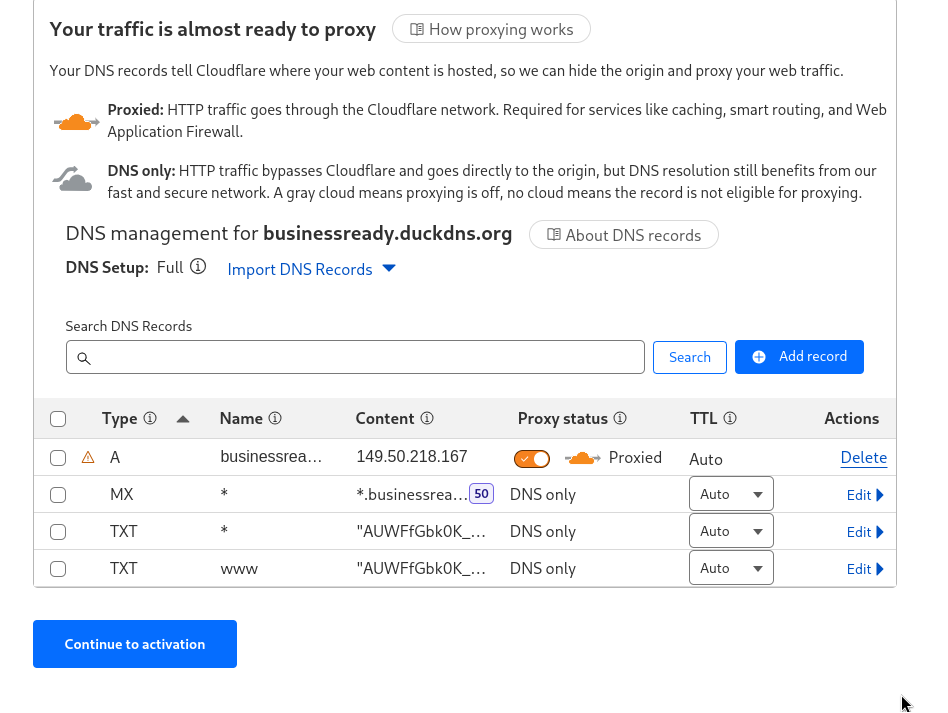 Your traffic is almost ready to proxy How proxying works
Your DNS records tell Cloudflare where your web content is hosted, so we can hide the origin and proxy your web traffic.
Proxied: HTTP traffic goes through the Cloudflare network. Required for services like caching, smart routing, and Web
Application Firewall.
DNS only: HTTP traffic bypasses Cloudflare and goes directly to the origin, but DNS resolution still benefits from our
fast and secure network. A gray cloud means proxying is off, no cloud means the record is not eligible for proxying.
DNS management for businessready.duckdns.org About DNS records
DNS Setup: Full Import DNS Records
Search DNS Records
Search Add record
Type Name Content Proxy status TTL Actions
A businessrea... 149.50.218.167 Proxied Auto Delete
MX * *.businessrea... 50 DNS only Auto Edit
TXT * "AUWFfGbk0K_... DNS only Auto Edit
TXT www "AUWFfGbk0K_... DNS only Auto Edit
Continue to activation